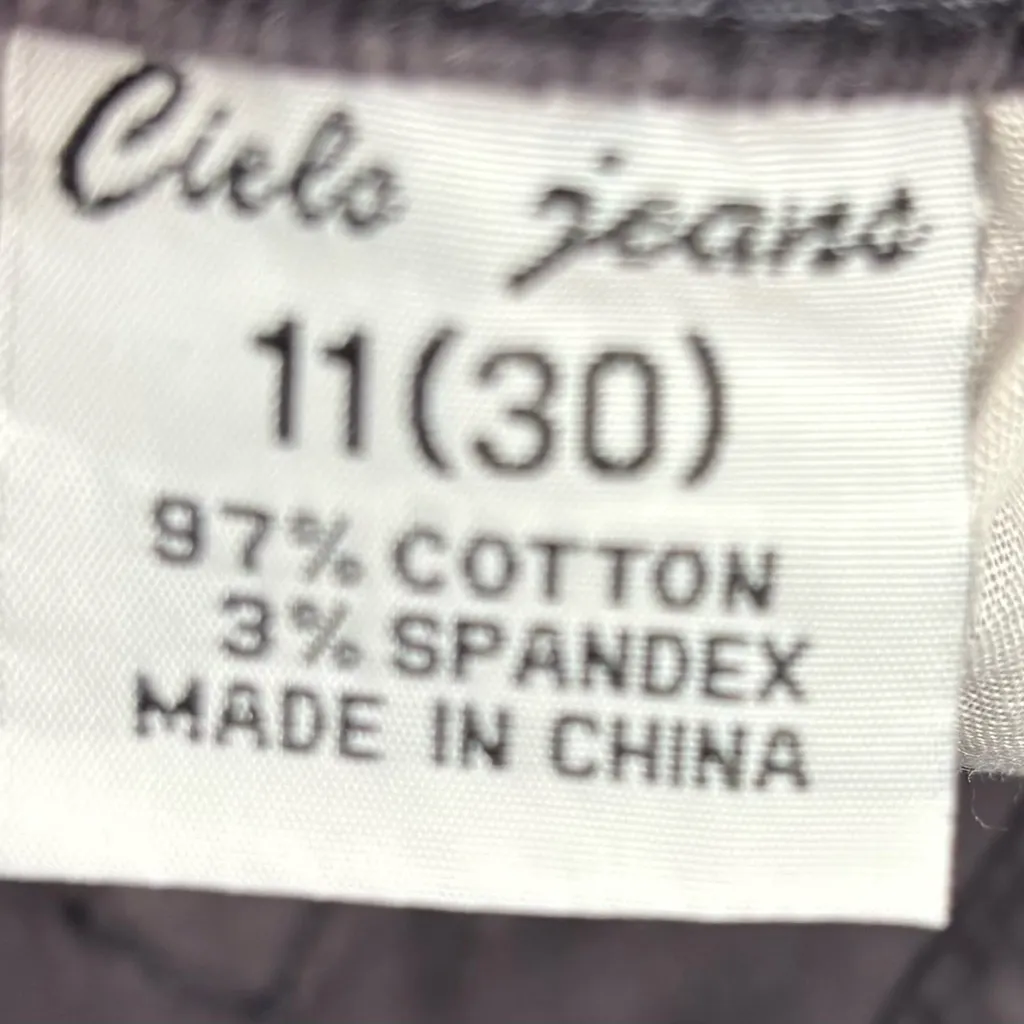 Cielo jeans
11(30)
97% COTTON
3% SPANDEX
MADE IN CHINA